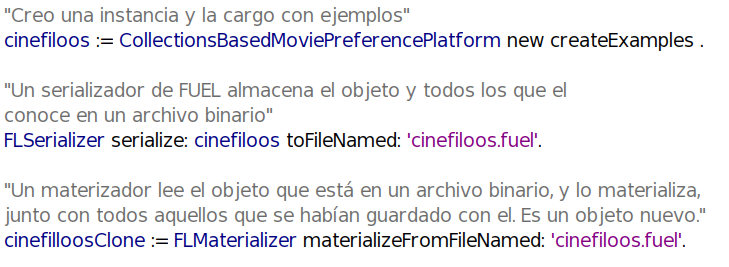 "Creo una instancia y la cargo con ejemplos"
cinefiloos := CollectionsBasedMoviePreferencePlatform new createExamples .
"Un serializador de FUEL almacena el objeto y todos los que el
conoce en un archivo binario"
FLSerializer serialize: cinefiloos toFileNamed: 'cinefiloos.fuel'.
"Un materizador lee el objeto que está en un archivo binario, y lo materializa,
junto con todos aquellos que se habían guardado con el. Es un objeto nuevo."
cinefilloosClone := FLMaterializer materializeFromFileNamed: 'cinefiloos.fuel'.